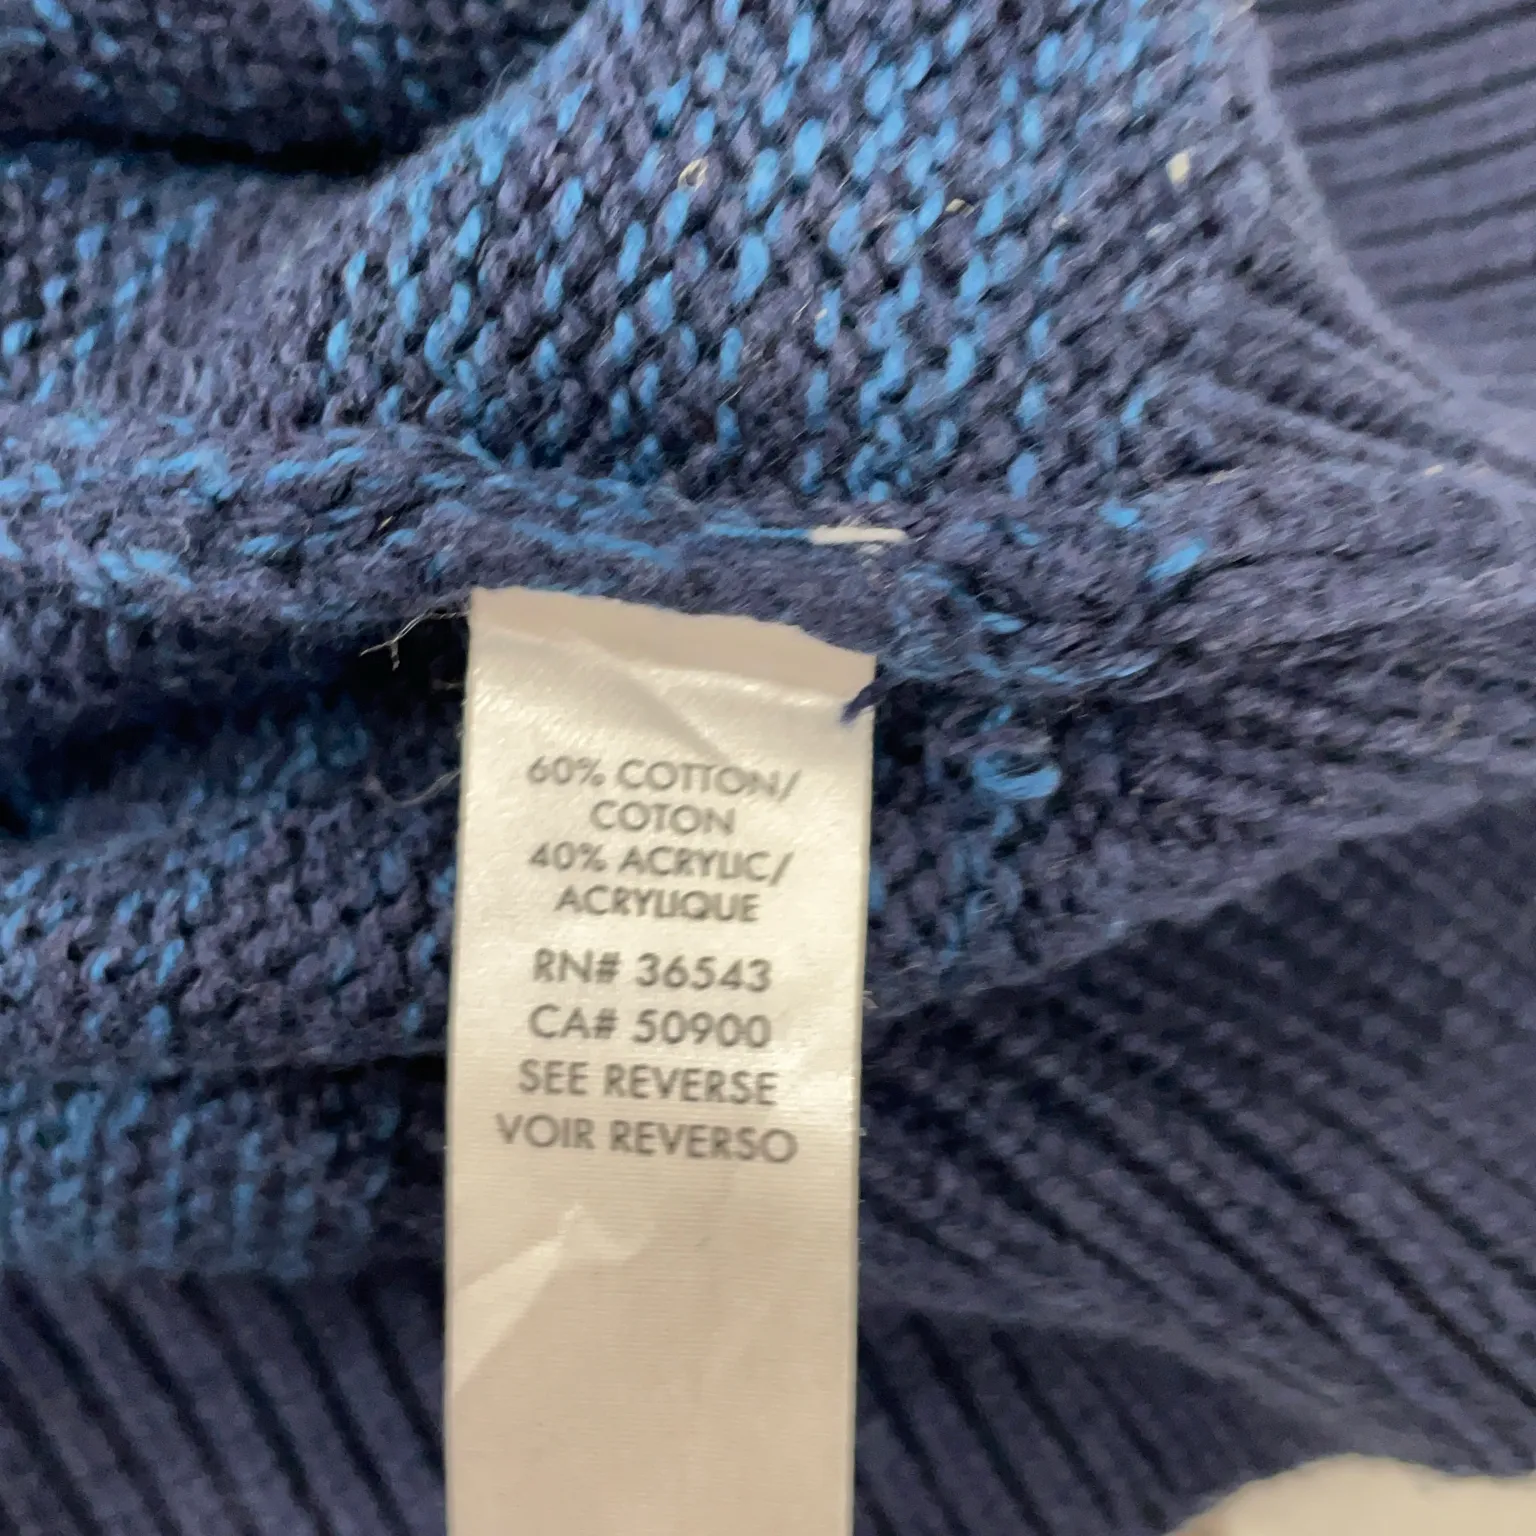 60% COTTON/
COTON
40% ACRYLIC/
ACRYLIQUE
RN# 36543
CA# 50900
SEE REVERSE
VOIR REVERSO